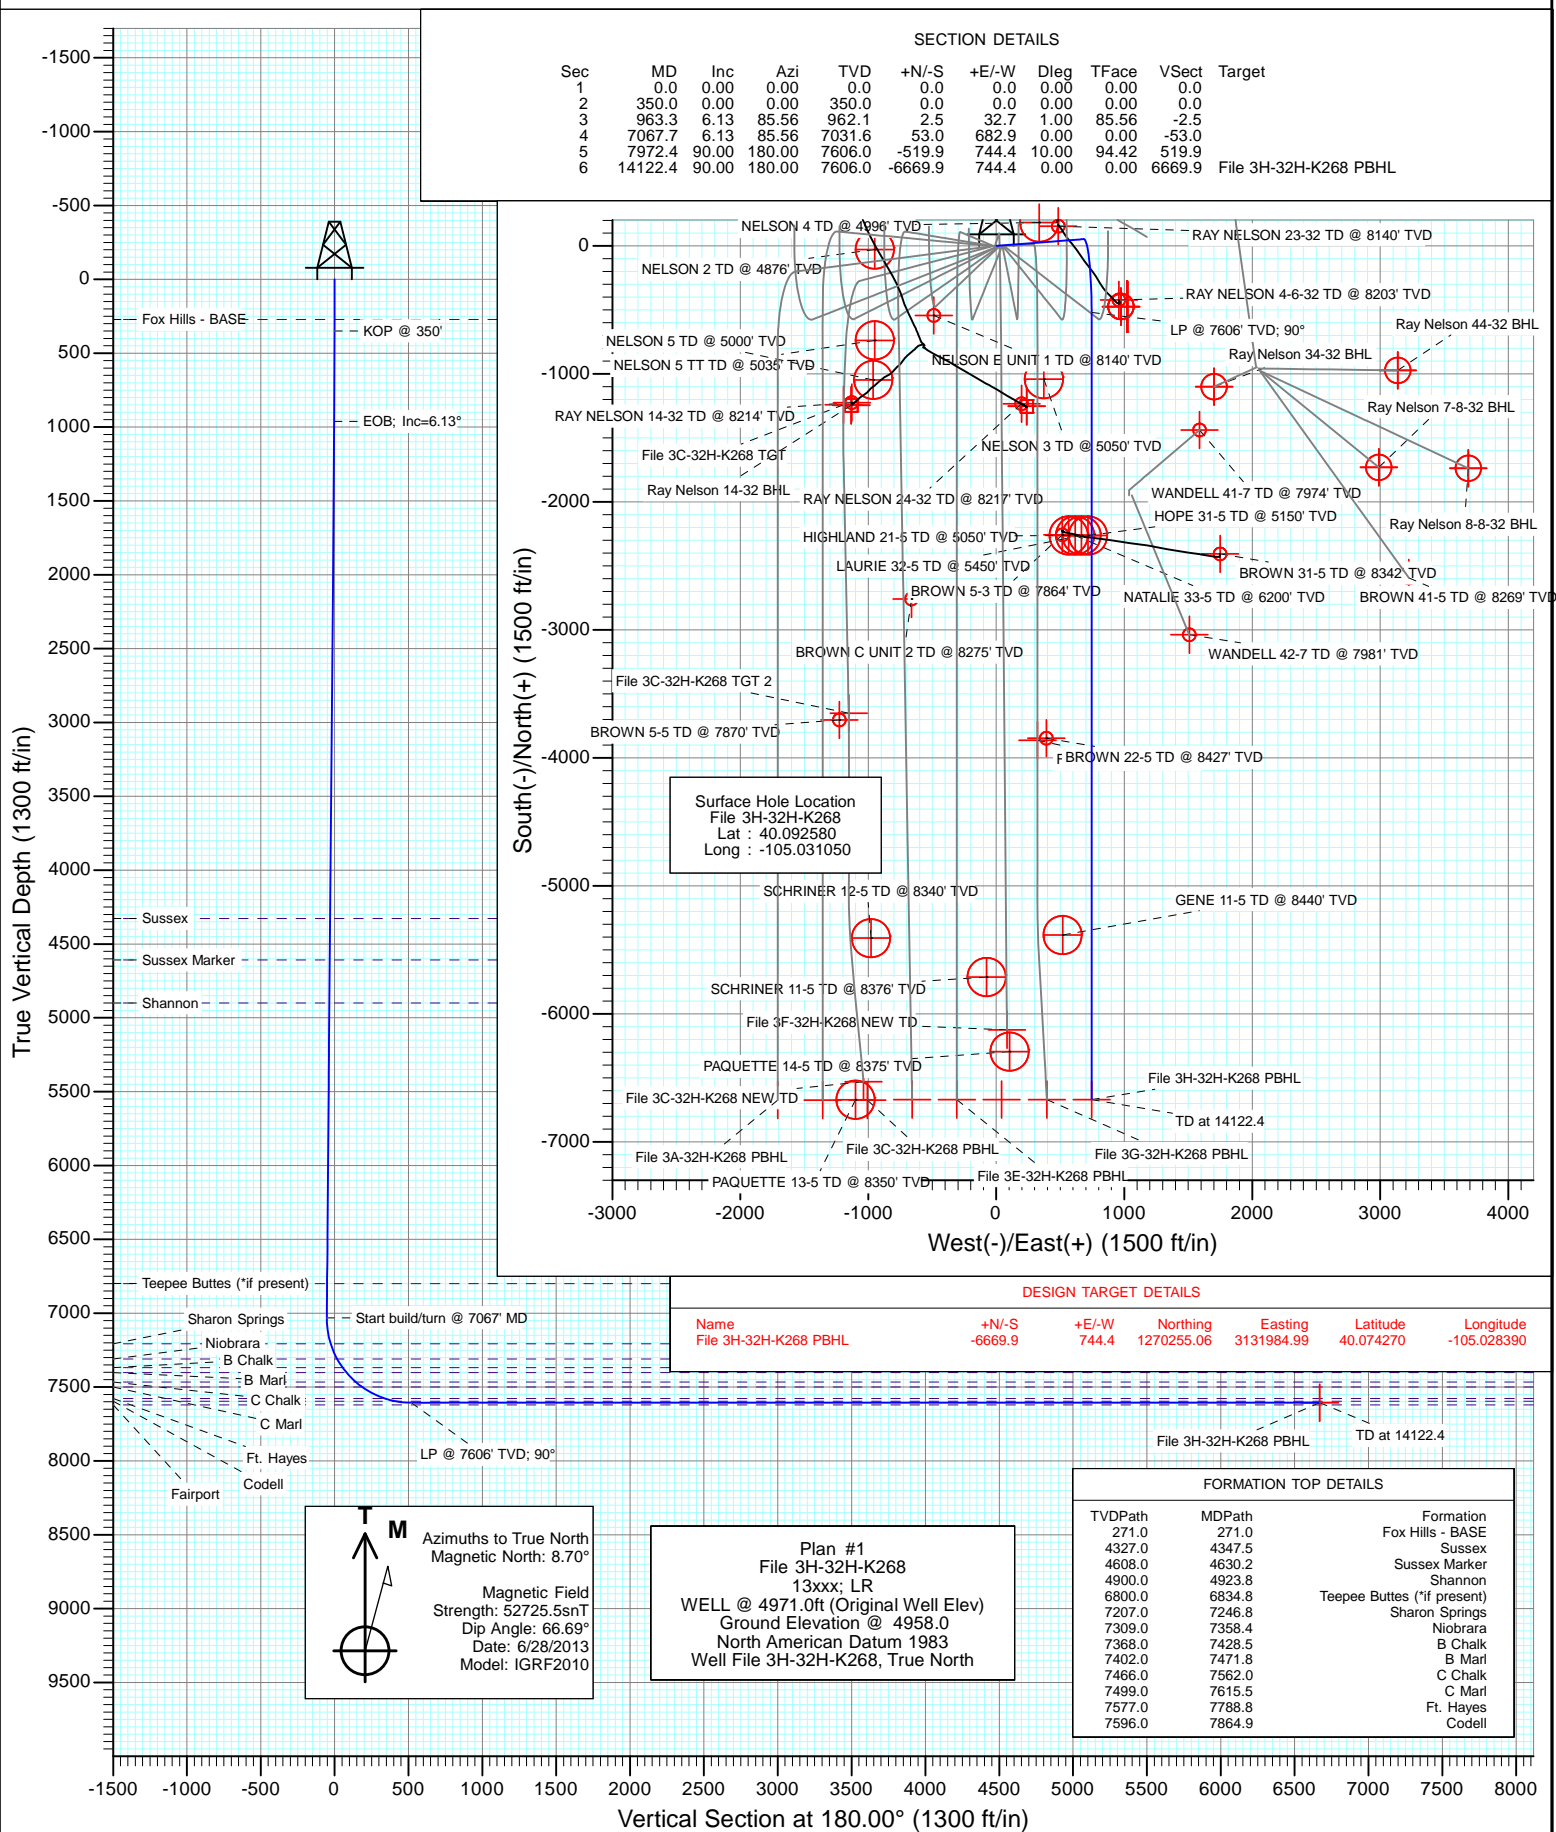 SECTION DETAILS
Sec MD Inc Azi TVD +N/-S +E/-W Dleg TFace VSect Target
1 0.0 0.00 0.00 0.0 0.0 0.0 0.00 0.00 0.0
2 350.0 0.00 0.00 350.0 0.0 0.0 0.00 0.00 0.0
3 963.3 6.13 85.56 962.1 2.5 32.7 1.00 85.56 -2.5
4 7067.7 6.13 85.56 7031.6 53.0 682.9 0.00 0.00 -53.0
5 7972.4 90.00 180.00 7606.0 -519.9 744.4 10.00 94.42 519.9
6 14122.4 90.00 180.00 7606.0 -6669.9 744.4 0.00 0.00 6669.9 File 3H-32H-K268 PBHL
True Vertical Depth (1300 ft/in)
-1500
-1000
-500
0
500
1000
1500
2000
2500
3000
3500
4000
4500
5000
5500
6000
6500
7000
7500
8000
8500
9000
9500
Fox Hills - BASE
KOP @ 350'
EOB; Inc=6.13°
Sussex
Sussex Marker
Shannon
Teepee Buttes (*if present)
Start build/turn @ 7067' MD
Sharon Springs
Niobrara
B Chalk
B Marl
C Chalk
C Marl
Ft. Hayes
Codell
Fairport
LP @ 7606' TVD; 90°
File 3H-32H-K268 PBHL
TD at 14122.4
South(-)/North(+) (1500 ft/in)
0
-1000
-2000
-3000
-4000
-5000
-6000
-7000
NELSON 4 TD @ 4996' TVD
RAY NELSON 23-32 TD @ 8140' TVD
NELSON 2 TD @ 4876' TVD
RAY NELSON 4-6-32 TD @ 8203' TVD
LP @ 7606' TVD; 90°
Ray Nelson 44-32 BHL
NELSON 5 TD @ 5000' TVD
NELSON E UNIT 1 TD @ 8140' TVD
Ray Nelson 34-32 BHL
NELSON 5 TT TD @ 5035' TVD
Ray Nelson 7-8-32 BHL
RAY NELSON 14-32 TD @ 8214' TVD
NELSON 3 TD @ 5050' TVD
File 3C-32H-K268 TGT
Ray Nelson 14-32 BHL
RAY NELSON 24-32 TD @ 8217' TVD
WANDELL 41-7 TD @ 7974' TVD
HOPE 31-5 TD @ 5150' TVD
Ray Nelson 8-8-32 BHL
HIGHLAND 21-5 TD @ 5050' TVD
LAURIE 32-5 TD @ 5450' TVD
BROWN 31-5 TD @ 8342' TVD
BROWN 5-3 TD @ 7864' TVD
NATALIE 33-5 TD @ 6200' TVD
BROWN 41-5 TD @ 8269' TVD
BROWN C UNIT 2 TD @ 8275' TVD
WANDELL 42-7 TD @ 7981' TVD
File 3C-32H-K268 TGT 2
BROWN 5-5 TD @ 7870' TVD
BROWN 22-5 TD @ 8427' TVD
Surface Hole Location
File 3H-32H-K268
Lat : 40.092580
Long : -105.031050
SCHRINER 12-5 TD @ 8340' TVD
GENE 11-5 TD @ 8440' TVD
SCHRINER 11-5 TD @ 8376' TVD
File 3F-32H-K268 NEW TD
PAQUETTE 14-5 TD @ 8375' TVD
File 3H-32H-K268 PBHL
File 3C-32H-K268 NEW TD
TD at 14122.4
File 3C-32H-K268 PBHL
File 3A-32H-K268 PBHL
File 3G-32H-K268 PBHL
File 3E-32H-K268 PBHL
PAQUETTE 13-5 TD @ 8350' TVD
-3000 -2000 -1000 0 1000 2000 3000 4000
West(-)/East(+) (1500 ft/in)
DESIGN TARGET DETAILS
Name +N/-S +E/-W Northing Easting Latitude Longitude
File 3H-32H-K268 PBHL -6669.9 744.4 1270255.06 3131984.99 40.074270 -105.028390
T
M
Azimuths to True North
Magnetic North: 8.70°
Magnetic Field
Strength: 52725.5snT
Dip Angle: 66.69°
Date: 6/28/2013
Model: IGRF2010
Plan #1
File 3H-32H-K268
13xxx; LR
WELL @ 4971.0ft (Original Well Elev)
Ground Elevation @ 4958.0
North American Datum 1983
Well File 3H-32H-K268, True North
FORMATION TOP DETAILS
TVDPath MDPath Formation
271.0 271.0 Fox Hills - BASE
4327.0 4347.5 Sussex
4608.0 4630.2 Sussex Marker
4900.0 4923.8 Shannon
6800.0 6834.8 Teepee Buttes (*if present)
7207.0 7246.8 Sharon Springs
7309.0 7358.4 Niobrara
7368.0 7428.5 B Chalk
7402.0 7471.8 B Marl
7466.0 7562.0 C Chalk
7499.0 7615.5 C Marl
7577.0 7788.8 Ft. Hayes
7596.0 7864.9 Codell
-1500 -1000 -500 0 500 1000 1500 2000 2500 3000 3500 4000 4500 5000 5500 6000 6500 7000 7500 8000
Vertical Section at 180.00° (1300 ft/in)